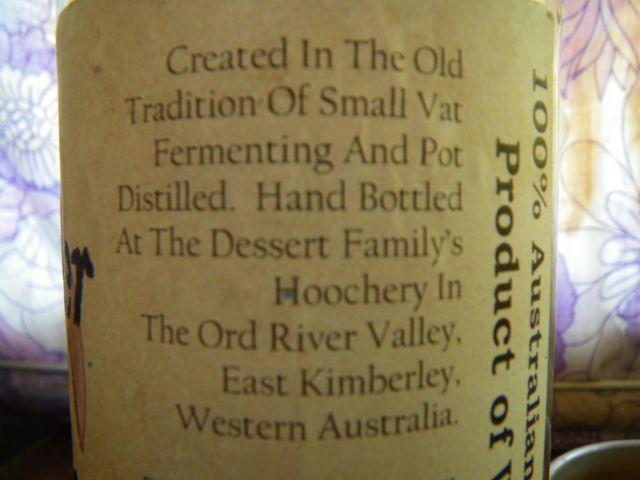 Created In The Old
Tradition Of Small Vat
Fermenting And Pot
Distilled. Hand Bottled
At The Dessert Family's
Hoochery In
The Ord River Valley,
East Kimberley,
Western Australia.
100% Australian
Product of